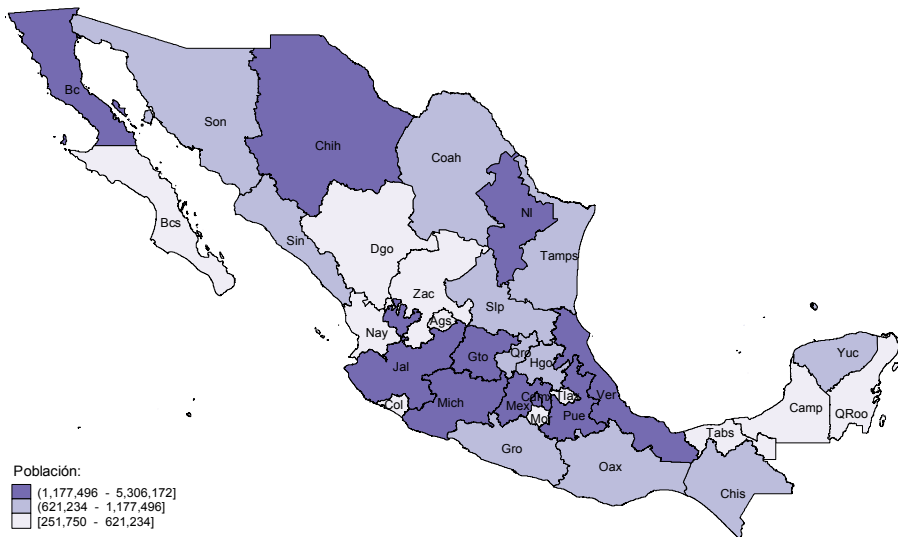 Bc
Son
Chih
Coah
Nl
Bcs
Sin
Dgo
Tamps
Zac
Slp
Nay
Ags
Jal
Gto
Qro
Hgo
Yuc
Col
Mich
Mex
Cdmx
Tlax
Mor
Pue
Ver
Camp
QRoo
Tabs
Gro
Oax
Chis
Población:
(1,177,496 - 5,306,172]
(621,234 - 1,177,496]
[251,750 - 621,234]